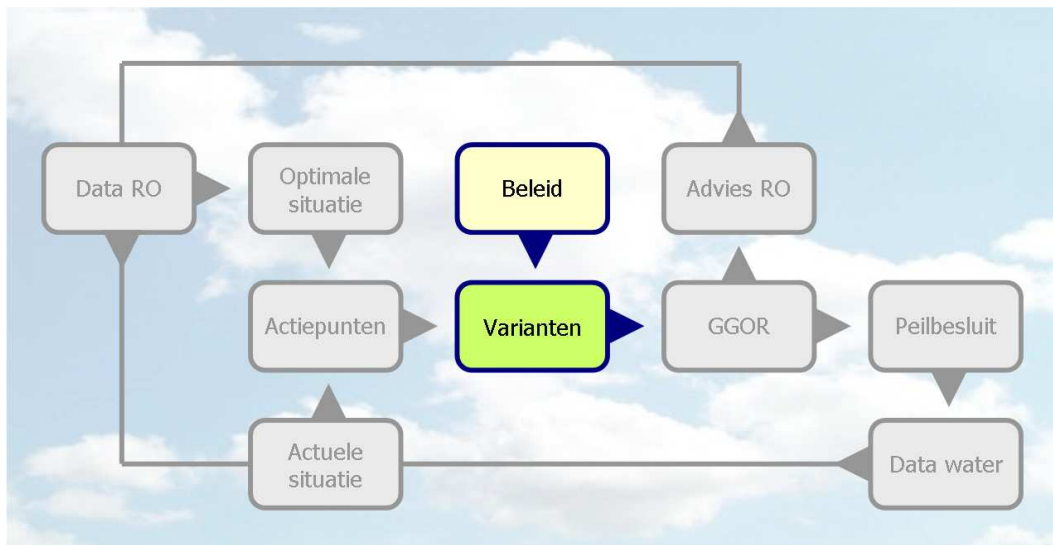 Data RO
Optimale
situatie
Beleid
Advies RO
Actiepunten
Varianten
GGOR
Peilbesluit
Actuele
situatie
Data water